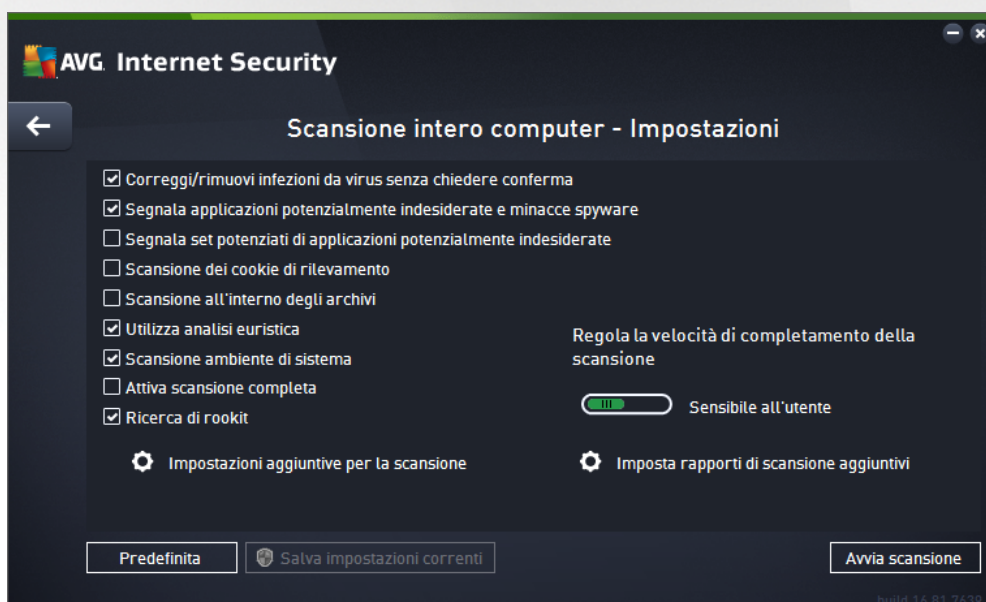 AVG. Internet Security
Scansione intero computer - Impostazioni
Correggi/rimuovi infezioni da virus senza chiedere conferma
Segnala applicazioni potenzialmente indesiderate e minacce spyware
Segnala set potenziati di applicazioni potenzialmente indesiderate
Scansione dei cookie di rilevamento
Scansione all'interno degli archivi
Utilizza analisi euristica
Scansione ambiente di sistema
Attiva scansione completa
Ricerca di rookit
Regola la velocità di completamento della
scansione
Sensibile all'utente
Impostazioni aggiuntive per la scansione
Imposta rapporti di scansione aggiuntivi
Predefinita
Salva impostazioni correnti
Avvia scansione
build 16.81.7639